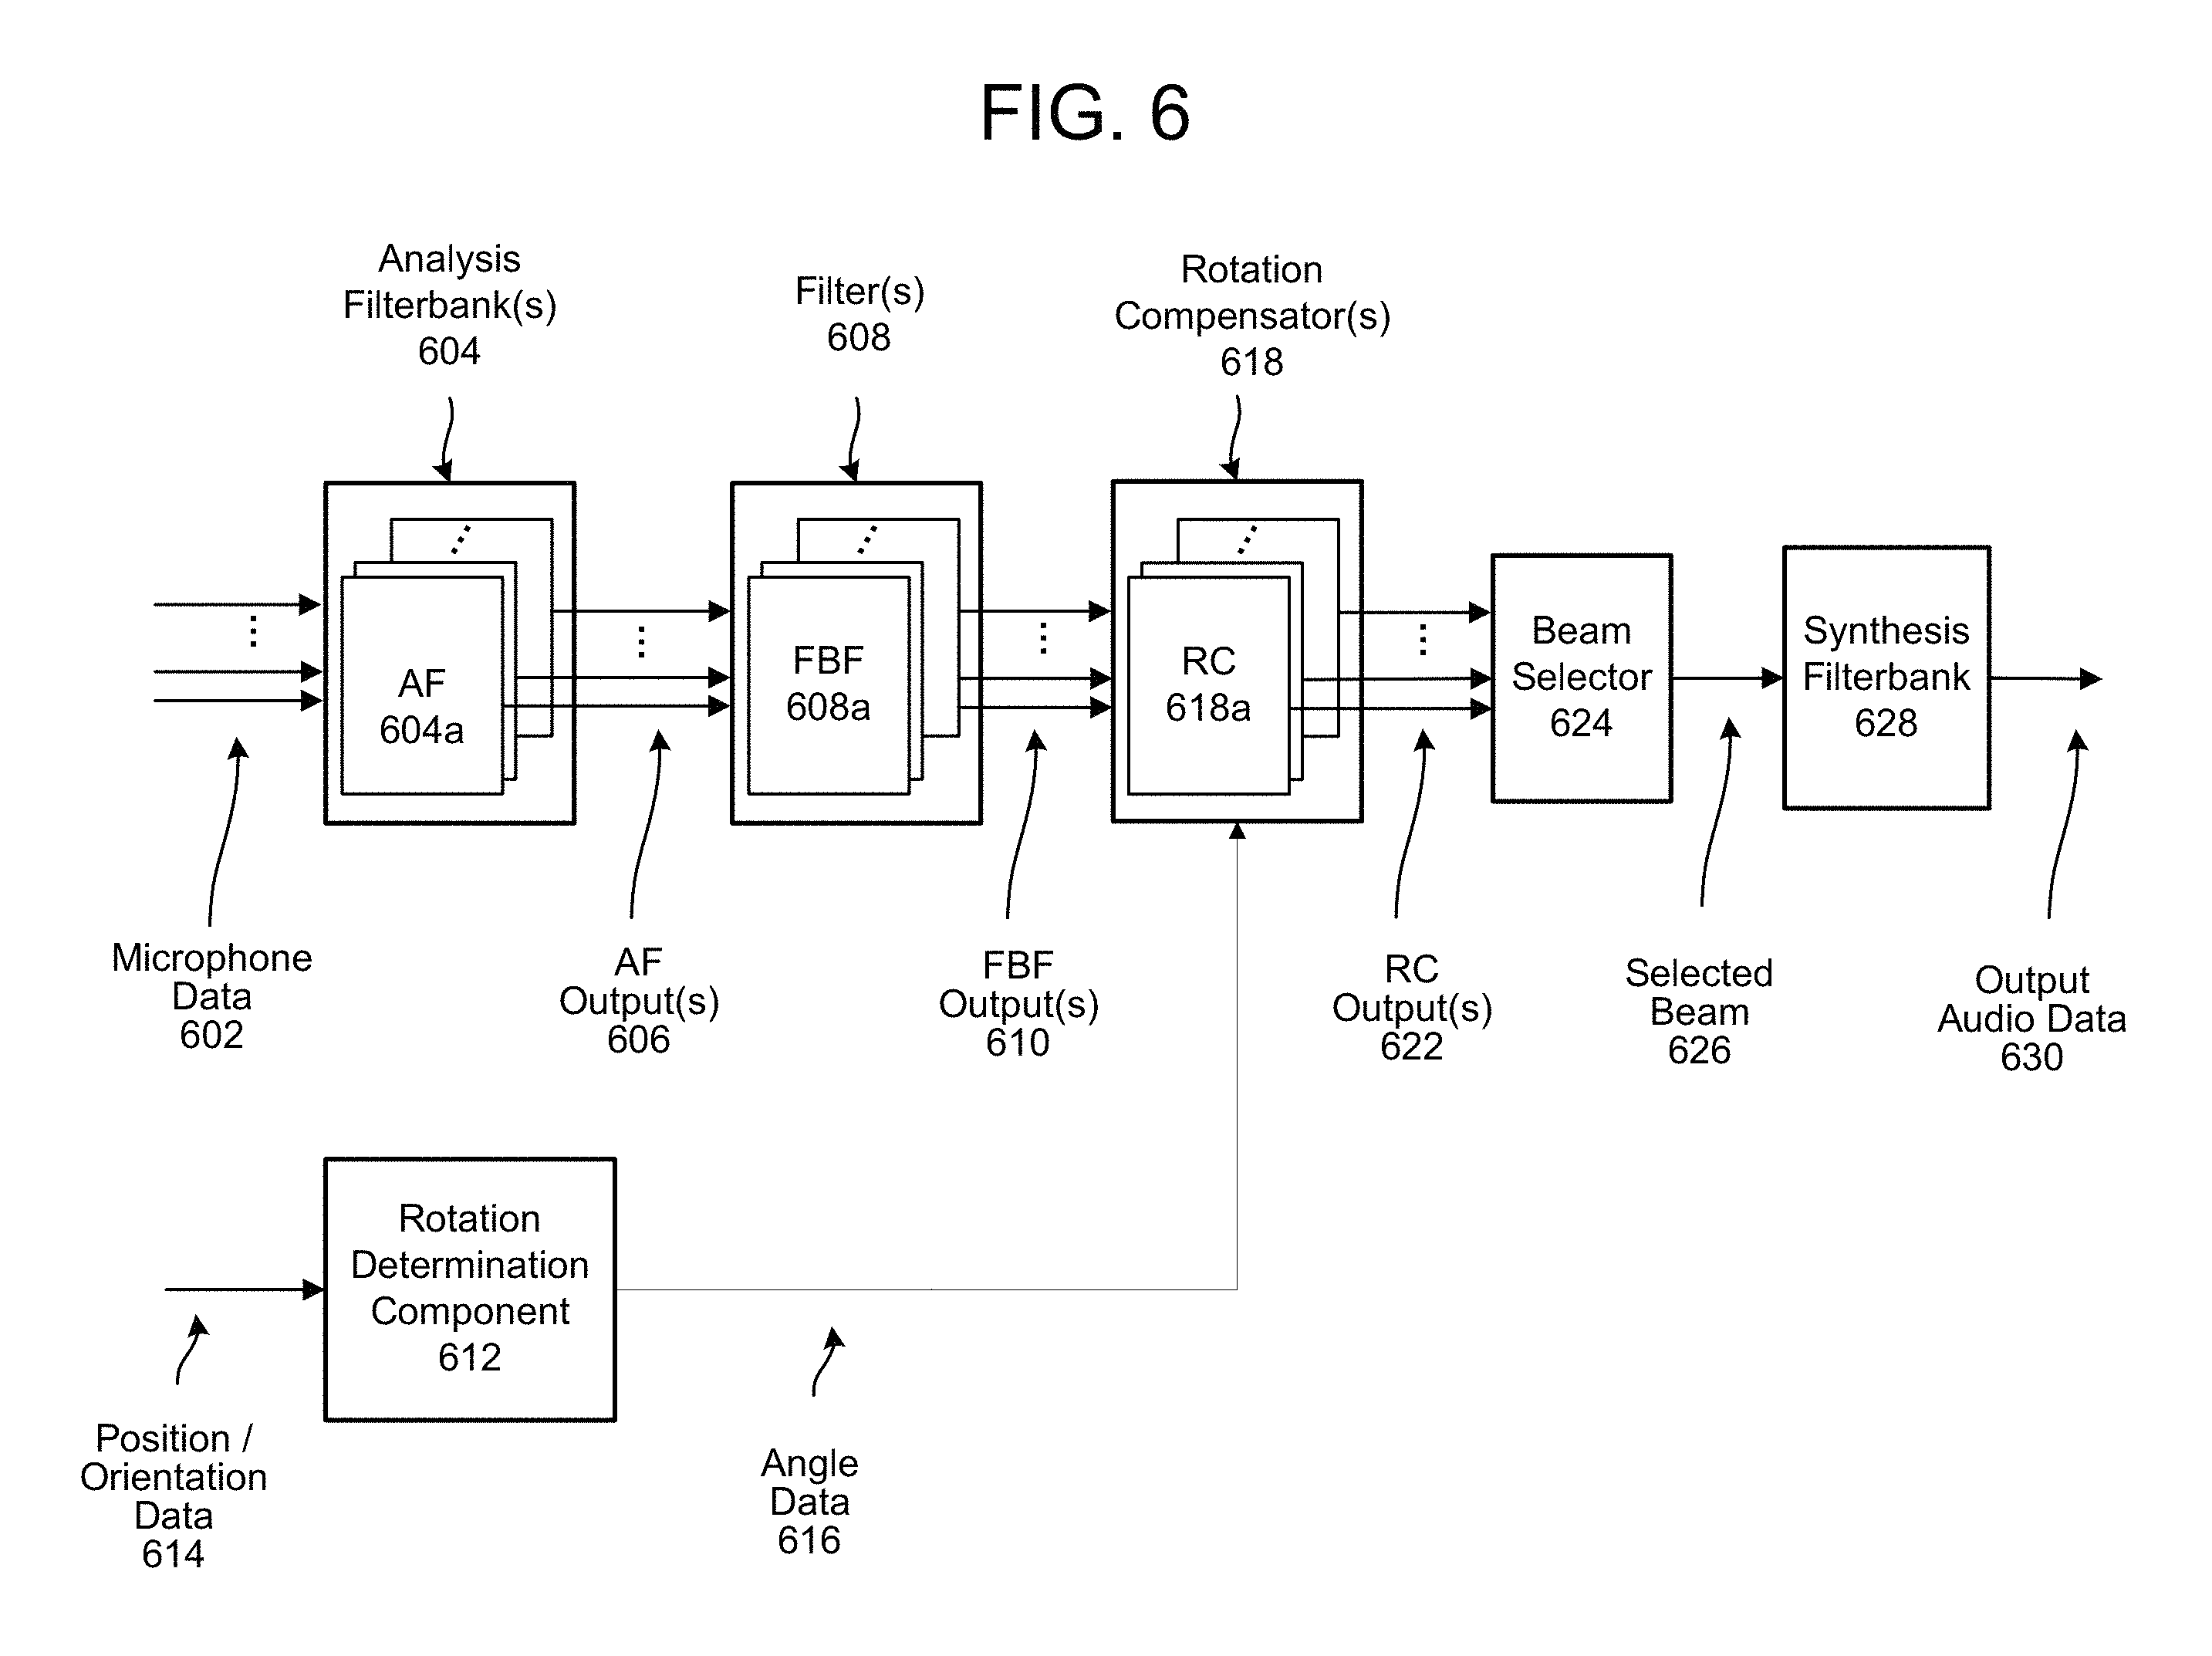 FIG. 6
Analysis
Filterbank(s)
604
Filter(s)
608
Rotation
Compensator(s)
618
AF
604a
FBF
608a
RC
618a
Beam
Selector
624
Synthesis
Filterbank
628
Microphone
Data
602
AF
Output(s)
606
FBF
Output(s)
610
RC
Output(s)
622
Selected
Beam
626
Output
Audio Data
630
Rotation
Determination
Component
612
Position /
Orientation
Data
614
Angle
Data
616